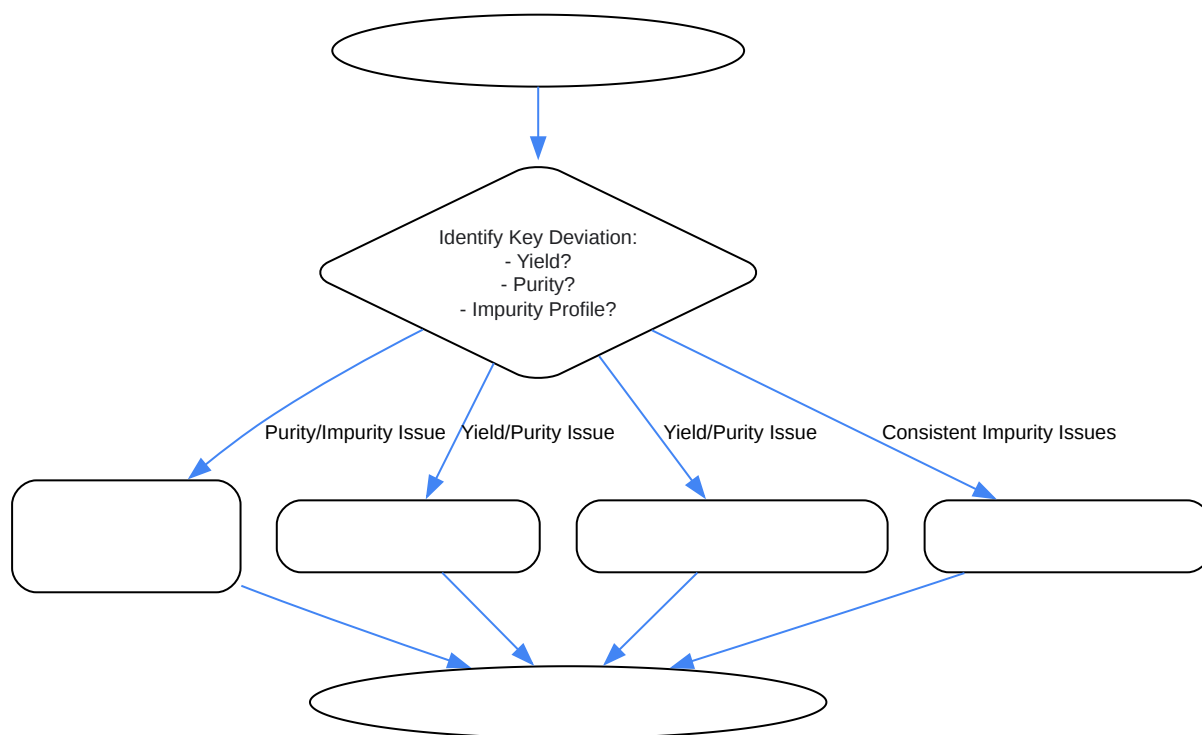 Identify Key Deviation:
- Yield?
- Purity?
- Impurity Profile?
Purity/Impurity Issue
Yield/Purity Issue
Yield/Purity Issue
Consistent Impurity Issues